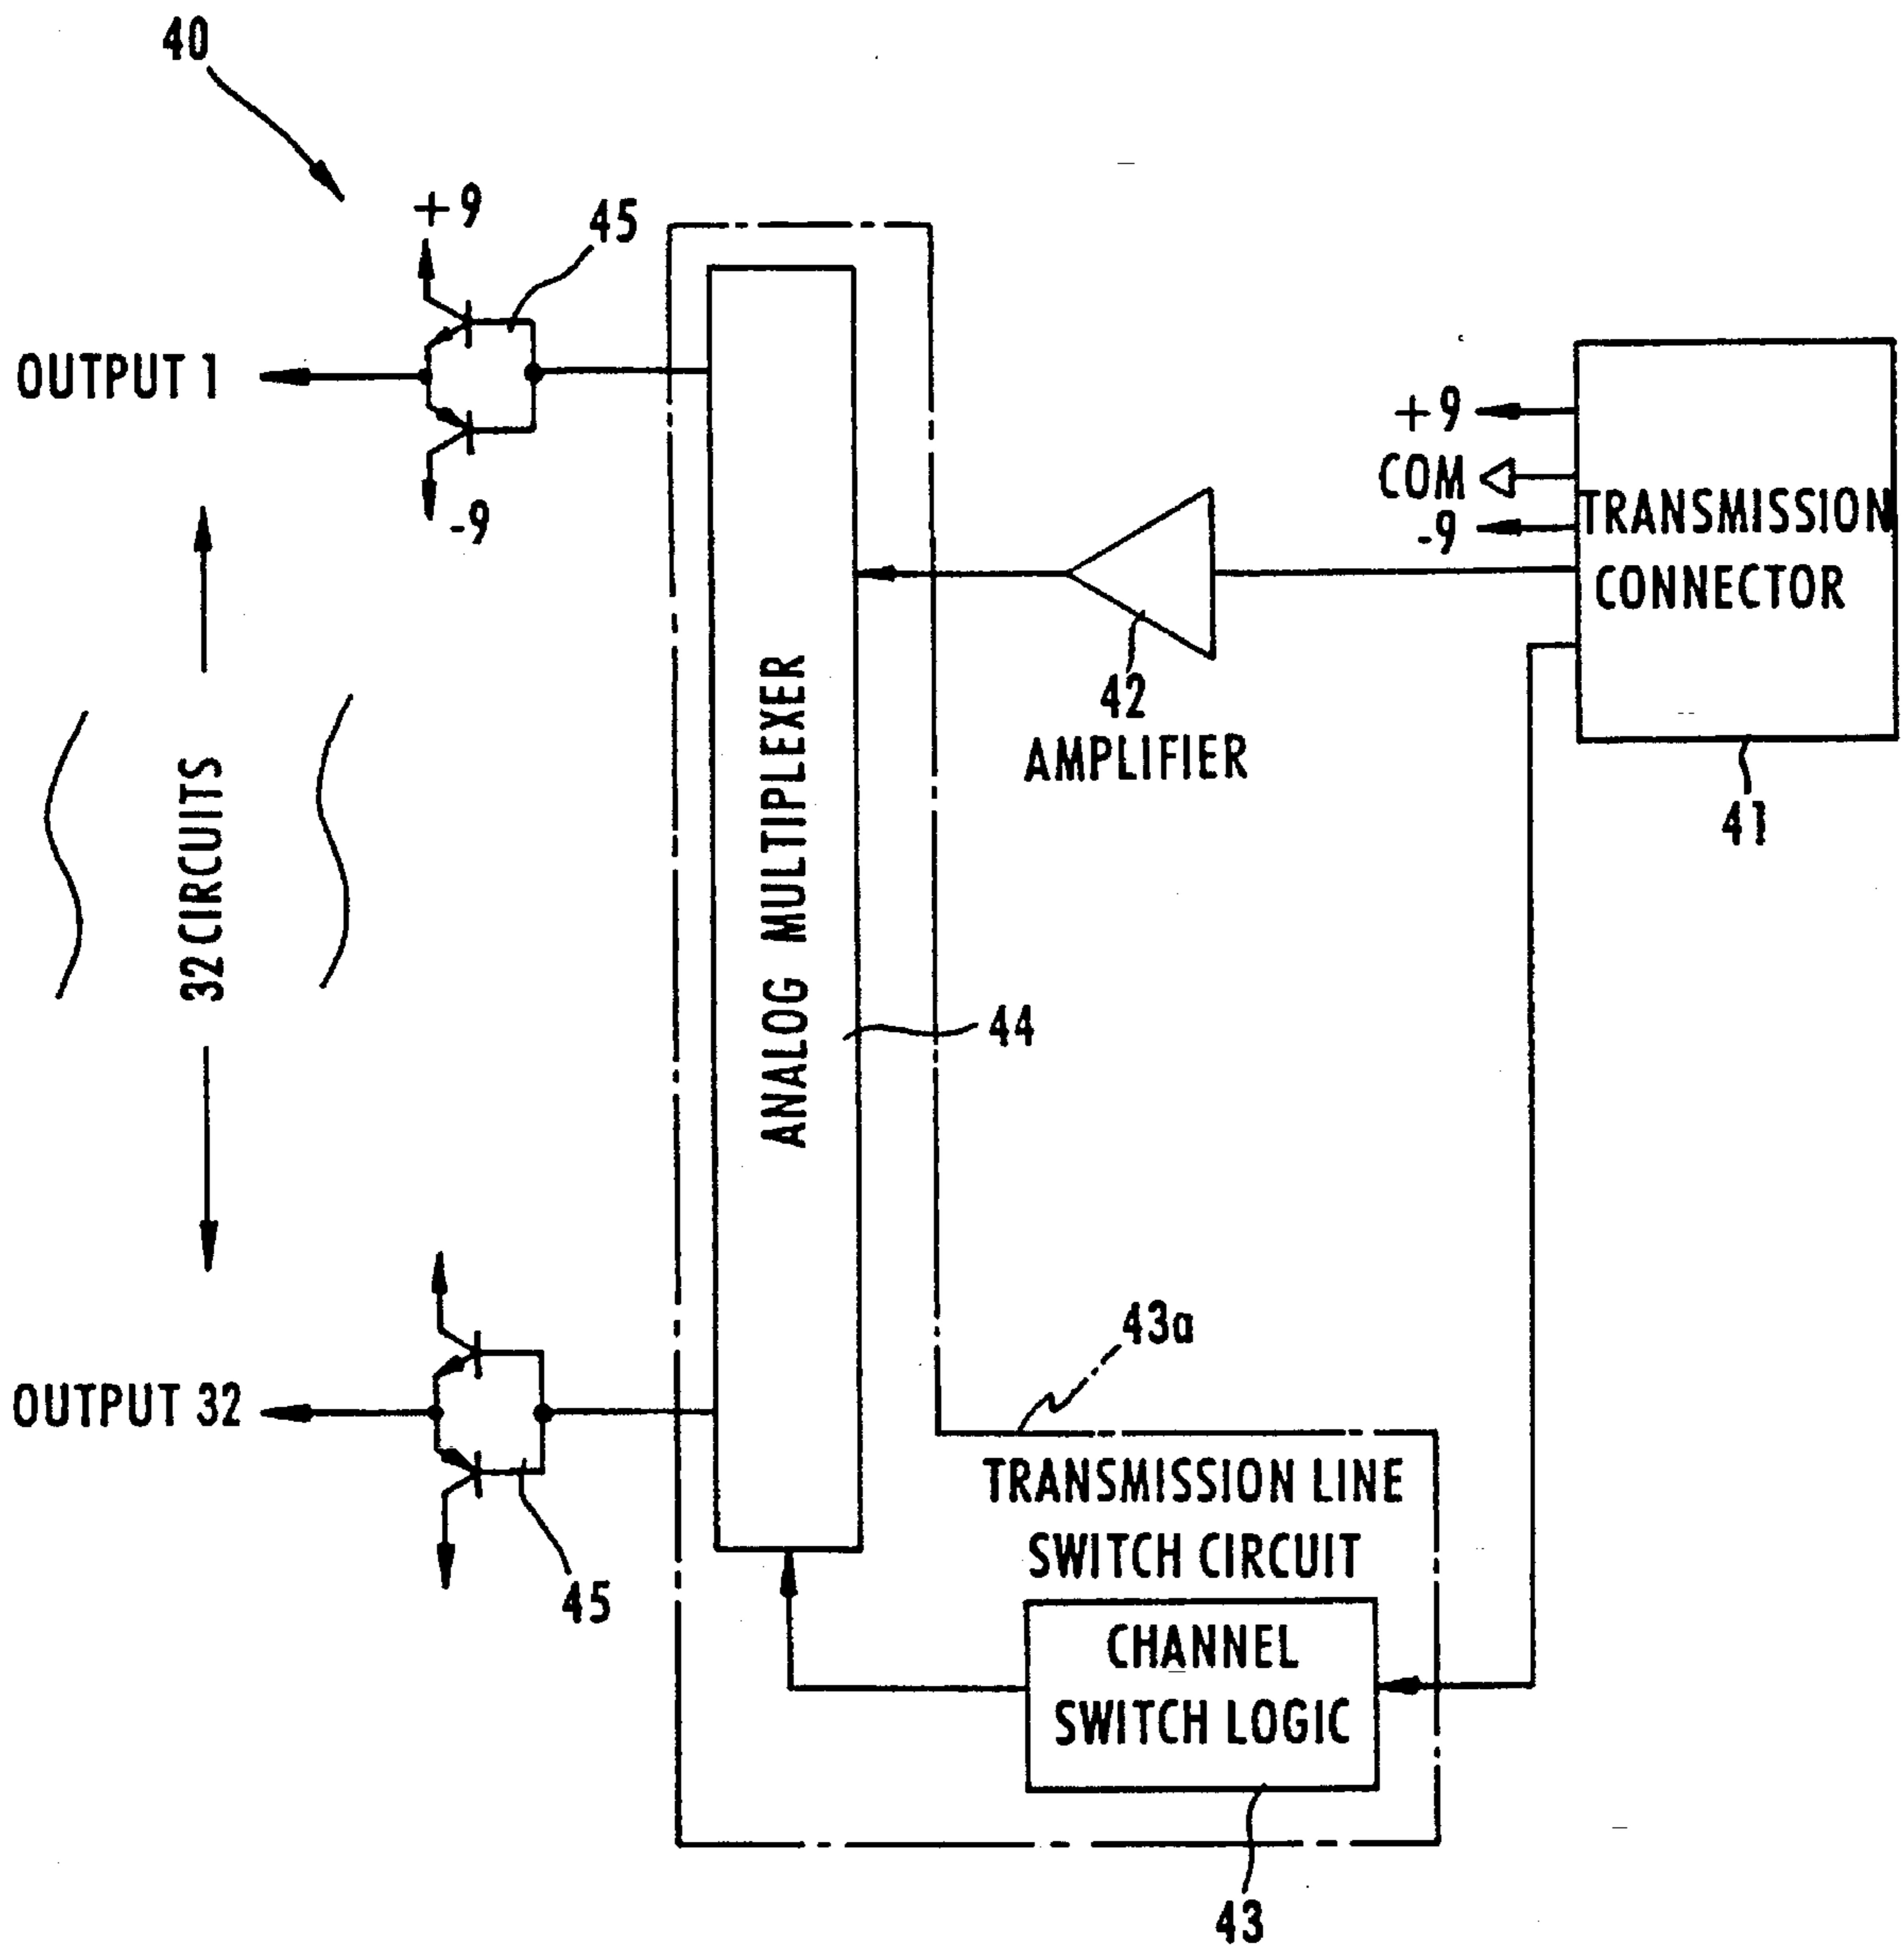 40
+9
45
OUTPUT 1
-9
+9
COM
-9
TRANSMISSION
CONNECTOR
42
AMPLIFIER
41
32 CIRCUITS
ANALOG MULTIPLEXER
44
43a
OUTPUT 32
45
TRANSMISSION LINE
SWITCH CIRCUIT
CHANNEL
SWITCH LOGIC
43